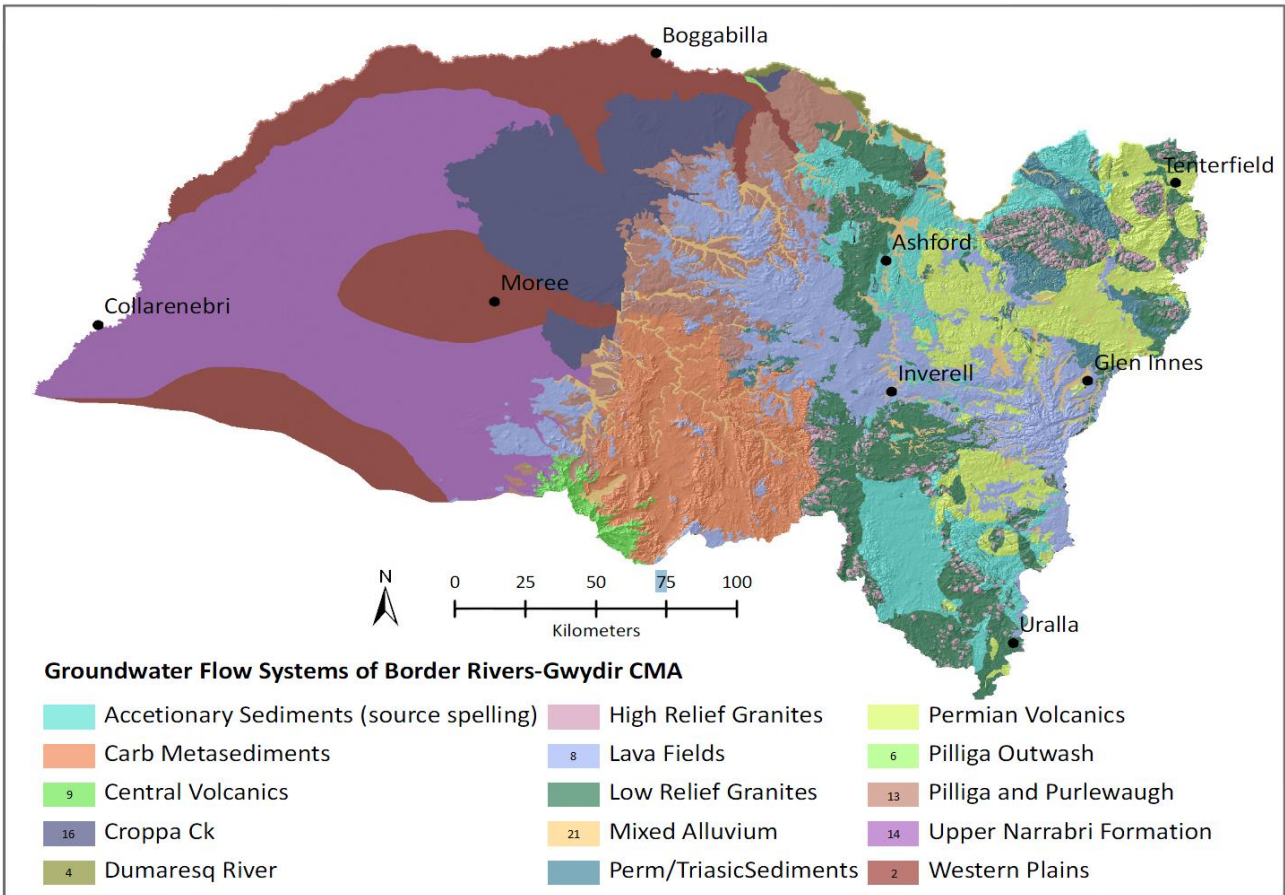 Boggabilla
Tenterfield
Ashford
Moree
Collarenebri
Glen Innes
Inverell
N
0 25 50 75 100
Kilometers
Uralla
Groundwater Flow Systems of Border Rivers-Gwydir CMA
Accetionary Sediments (source spelling)
Carb Metasediments
9 Central Volcanics
16 Croppa Ck
4 Dumaresq River
High Relief Granites
8 Lava Fields
Low Relief Granites
21 Mixed Alluvium
Perm/TriasicSediments
Permian Volcanics
6 Pilliga Outwash
13 Pilliga and Purlewaugh
14 Upper Narrabri Formation
2 Western Plains